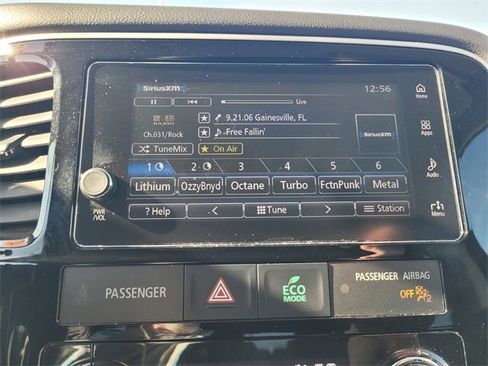 SiriusXM
12:56
Live
9.21.06 Gainesville, FL
Free Fallin'
Ch.031/Rock
TuneMix
On Air
SiriusXM
1 2 3 4 5 6
Lithium OzzyBnyd Octane Turbo FctnPunk Metal
? Help
Tune
Station
PWR
/VOL
Home
Apps
Audio
Menu
PASSENGER
ECO
MODE
PASSENGER AIRBAG
OFF 2